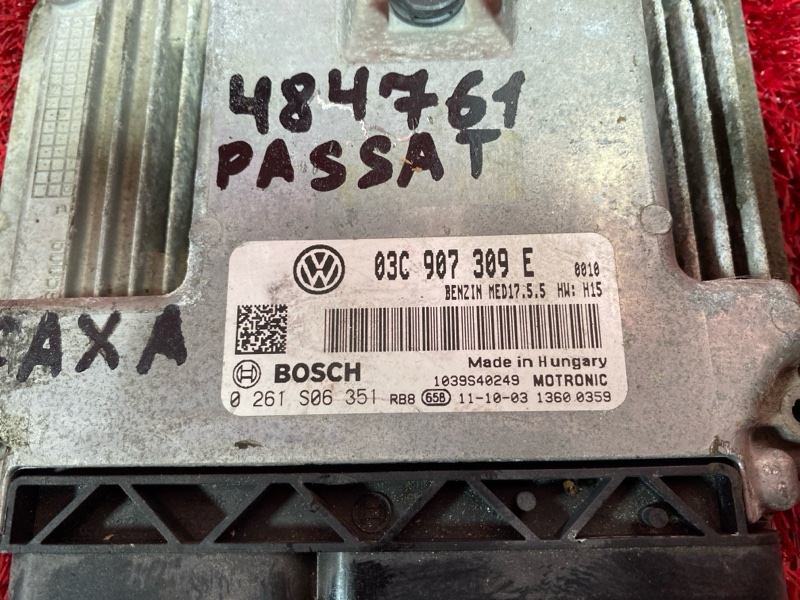 484761
PASSAT
03C 907 309 E 0010
BENZIN MED17.5.5 HW: H15
CAXA
Made in Hungary
BOSCH
1039S40249 MOTRONIC
0 261 S06 351 RB8 65B 11-10-03 1360 0359